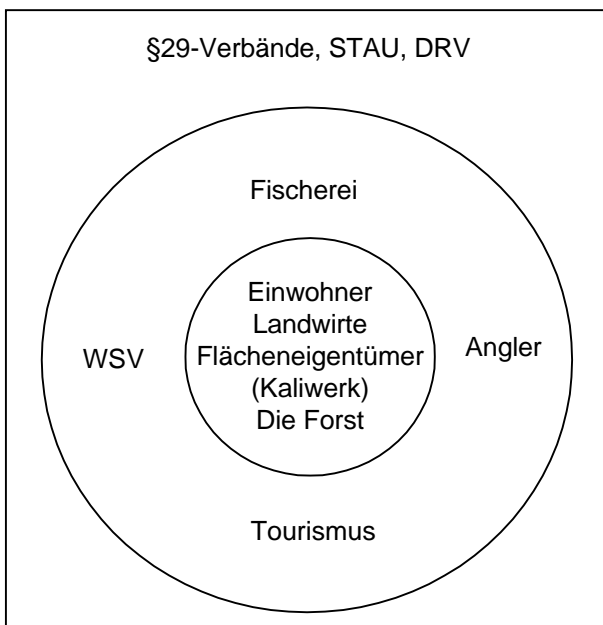 §29-Verbände, STAU, DRV
Fischerei
Einwohner
Landwirte
Flächeneigentümer
(Kaliwerk)
Die Forst
WSV
Angler
Tourismus